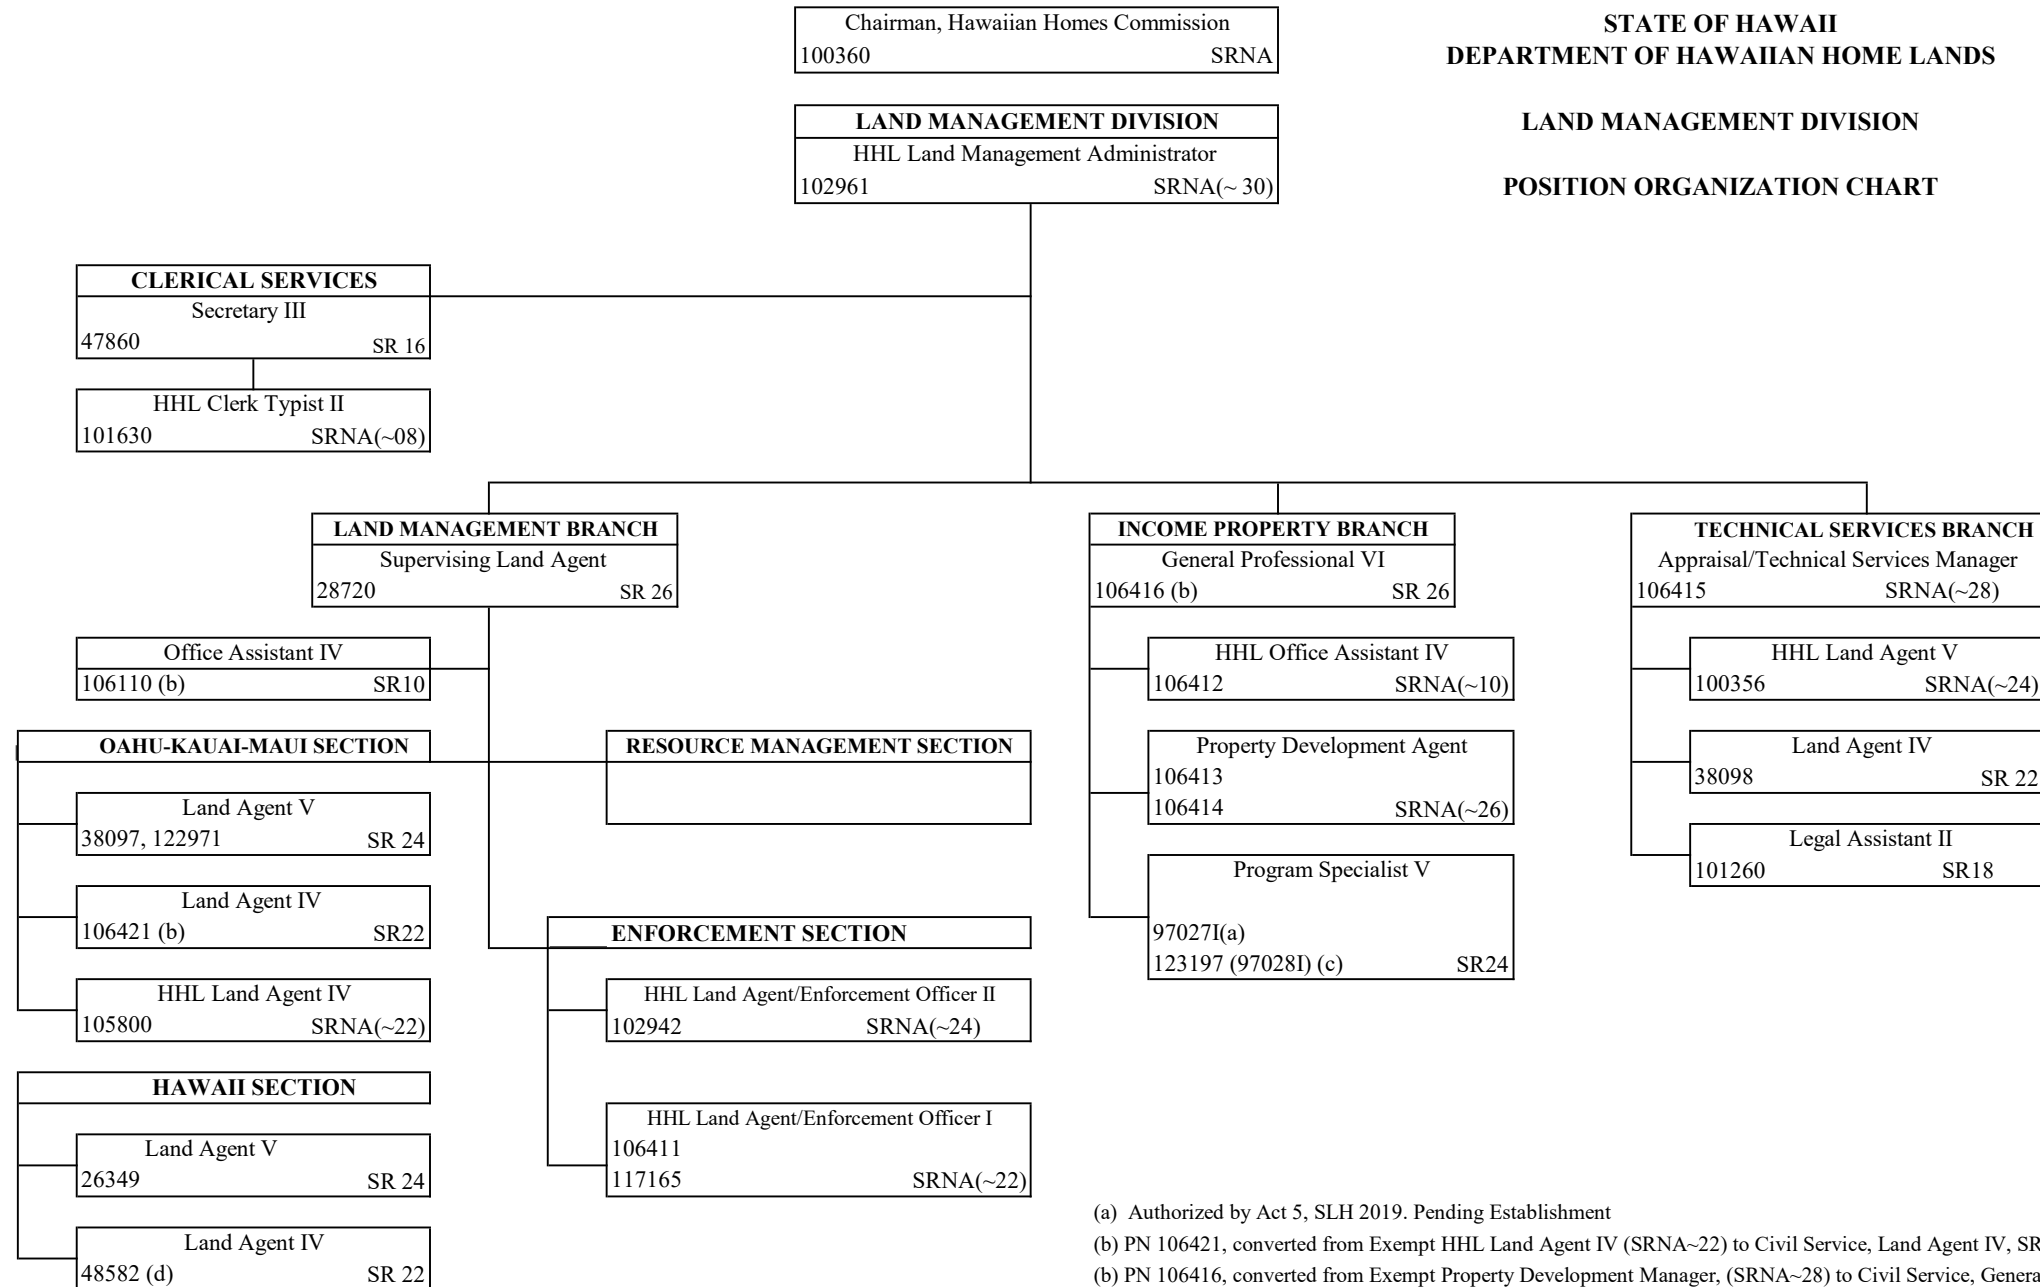 Chairman, Hawaiian Homes Commission
100360 SRNA
STATE OF HAWAII
DEPARTMENT OF HAWAIIAN HOME LANDS
LAND MANAGEMENT DIVISION
POSITION ORGANIZATION CHART
LAND MANAGEMENT DIVISION
HHL Land Management Administrator
102961 SRNA(~ 30)
CLERICAL SERVICES
Secretary III
47860 SR 16
HHL Clerk Typist II
101630 SRNA(~08)
LAND MANAGEMENT BRANCH
Supervising Land Agent
28720 SR 26
Office Assistant IV
106110 (b) SR10
OAHU-KAUAI-MAUI SECTION
Land Agent V
38097, 122971 SR 24
Land Agent IV
106421 (b) SR22
HHL Land Agent IV
105800 SRNA(~22)
HAWAII SECTION
Land Agent V
26349 SR 24
Land Agent IV
48582 (d) SR 22
RESOURCE MANAGEMENT SECTION
ENFORCEMENT SECTION
HHL Land Agent/Enforcement Officer II
102942 SRNA(~24)
HHL Land Agent/Enforcement Officer I
106411
117165 SRNA(~22)
INCOME PROPERTY BRANCH
General Professional VI
106416 (b) SR 26
HHL Office Assistant IV
106412 SRNA(~10)
Property Development Agent
106413
106414 SRNA(~26)
Program Specialist V
97027I(a)
123197 (97028I) (c) SR24
TECHNICAL SERVICES BRANCH
Appraisal/Technical Services Manager
106415 SRNA(~28)
HHL Land Agent V
100356 SRNA(~24)
Land Agent IV
38098 SR 22
Legal Assistant II
101260 SR18
(a) Authorized by Act 5, SLH 2019. Pending Establishment
(b) PN 106421, converted from Exempt HHL Land Agent IV (SRNA~22) to Civil Service, Land Agent IV, SR
(b) PN 106416, converted from Exempt Property Development Manager, (SRNA~28) to Civil Service, Genera